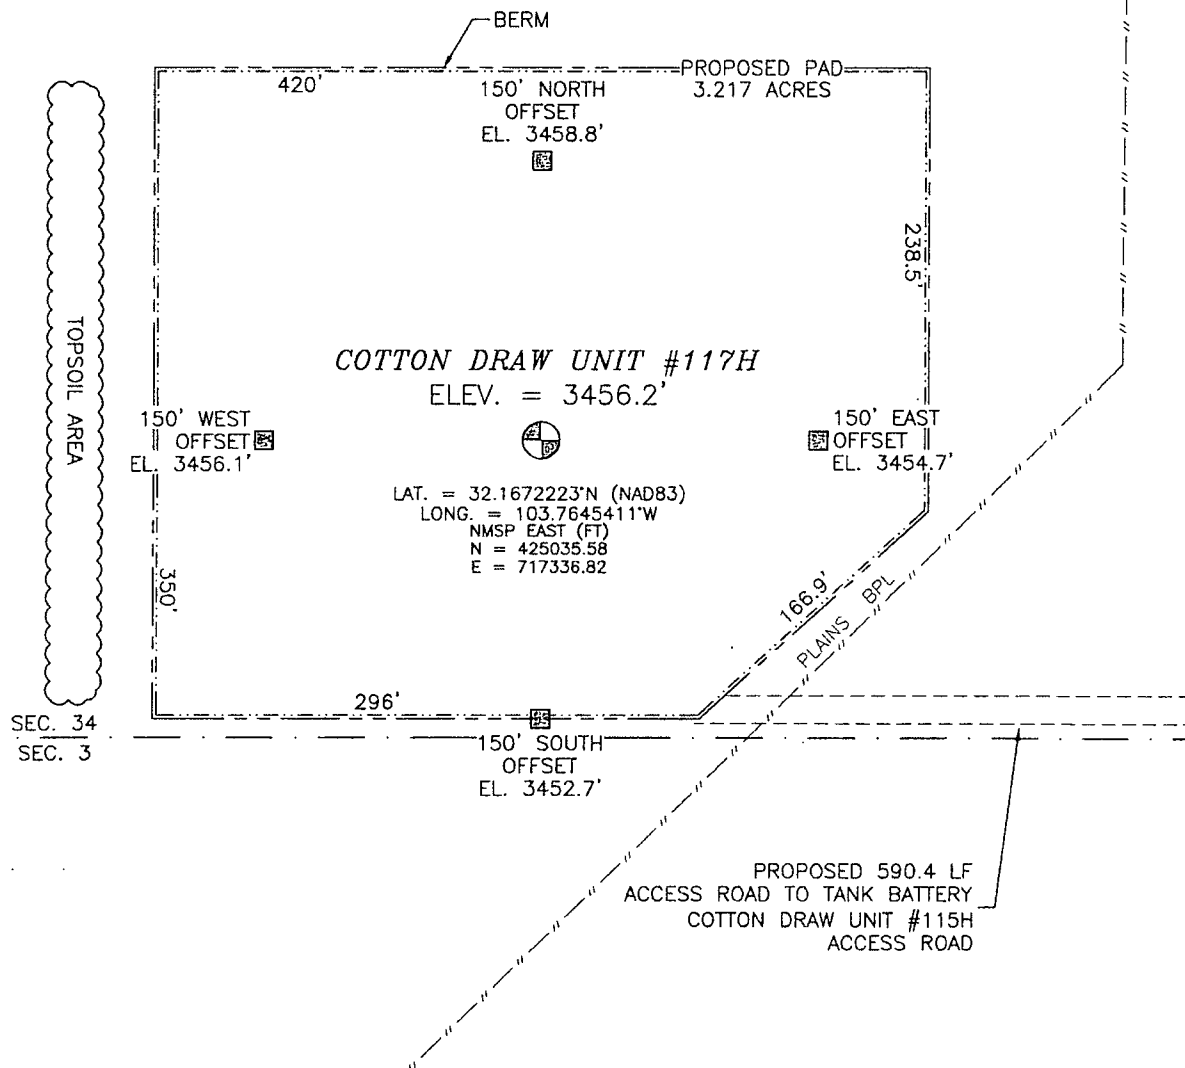 BERM
420'
PROPOSED PAD
3.217 ACRES
150' NORTH
OFFSET
EL. 3458.8'
238.5'
TOPSOIL AREA
COTTON DRAW UNIT #117H
ELEV. = 3456.2'
150' WEST
OFFSET
EL. 3456.1'
150' EAST
OFFSET
EL. 3454.7'
LAT. = 32.1672223°N (NAD83)
LONG. = 103.7645411°W
NMSP EAST (FT)
N = 425035.58
E = 717336.82
350'
166.9'
PLAINS BPL
296'
SEC. 34
SEC. 3
150' SOUTH
OFFSET
EL. 3452.7'
PROPOSED 590.4 LF
ACCESS ROAD TO TANK BATTERY
COTTON DRAW UNIT #115H
ACCESS ROAD